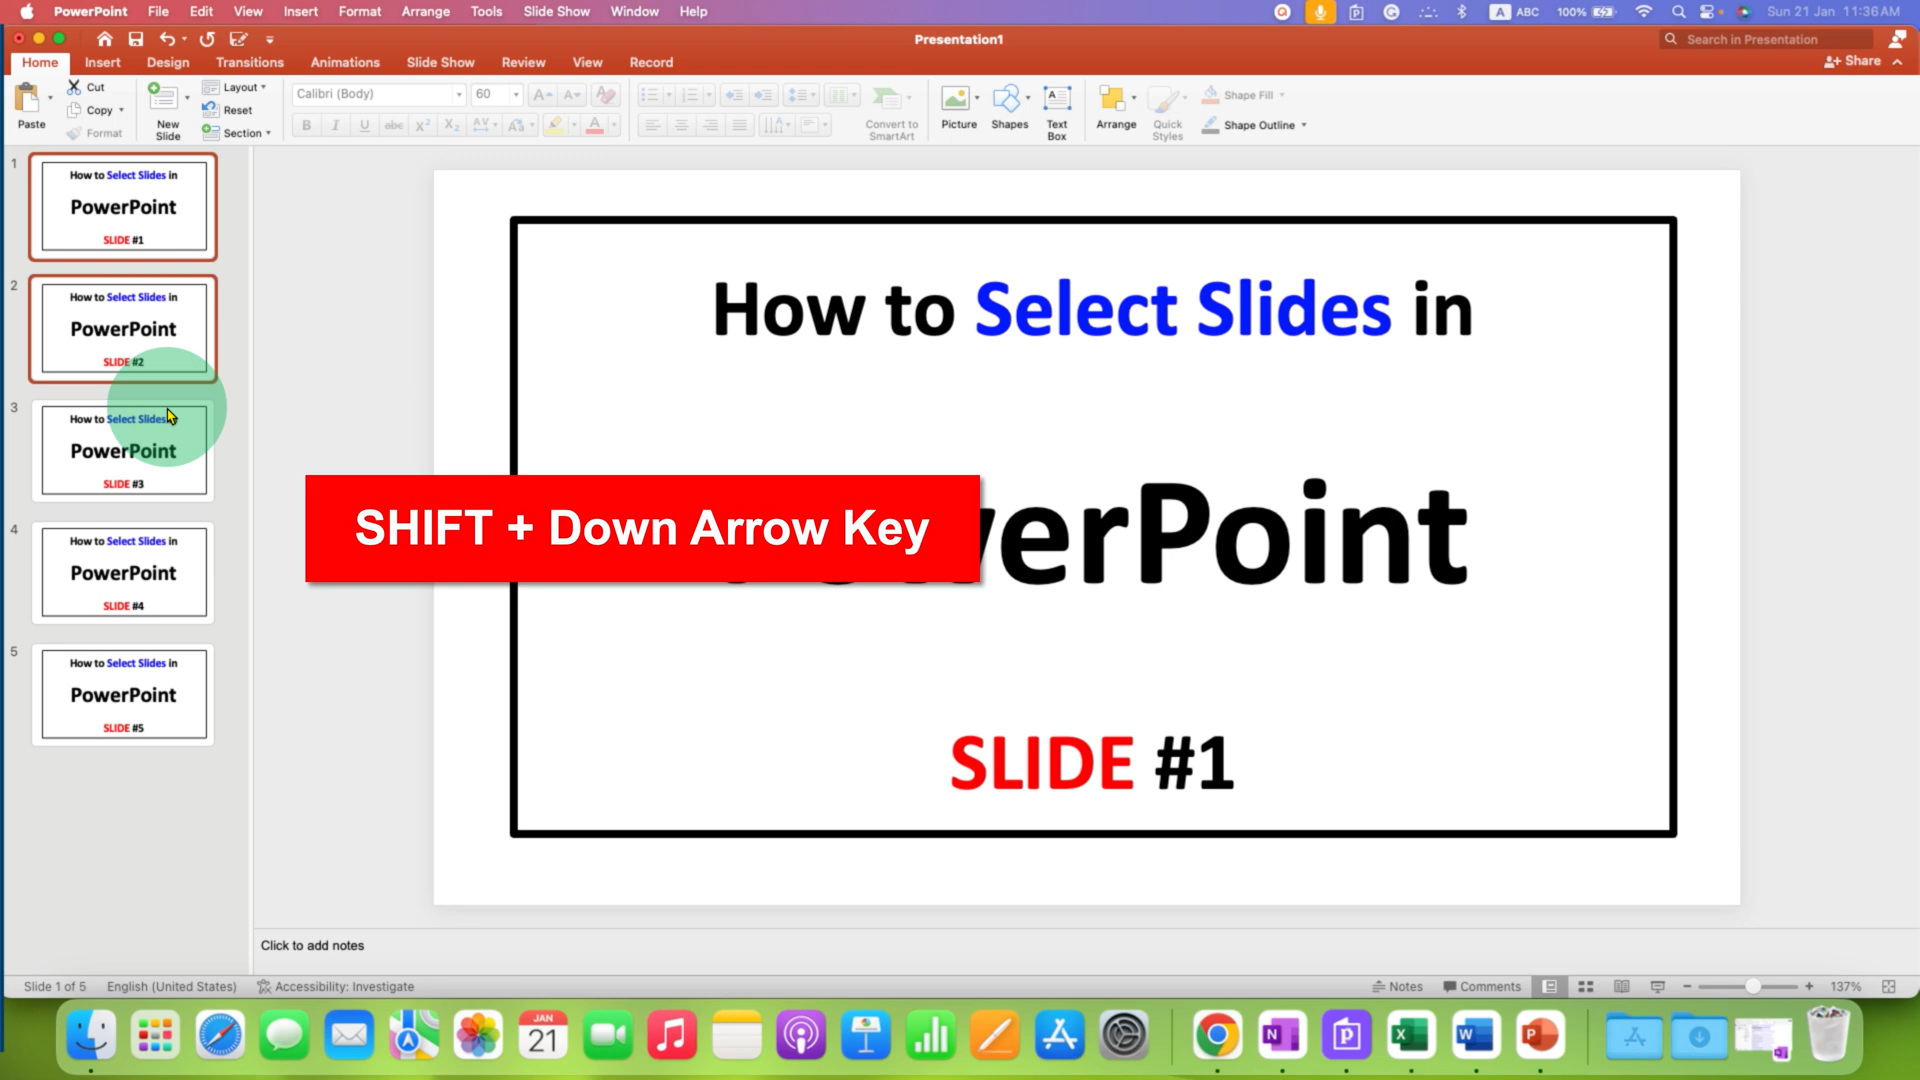 PowerPoint File Edit View Insert Format Arrange Tools Slide Show Window Help
A ABC 100% Sun 21 Jan 11:36 AM
Presentation1
Search in Presentation
Home Insert Design Transitions Animations Slide Show Review View Record
Share
Paste
Cut
Copy
Format
New Slide
Layout
Reset
Section
Calibri (Body) 60
Convert to SmartArt
Picture
Shapes
Text Box
Arrange
Quick Styles
Shape Fill
Shape Outline
1
How to Select Slides in
PowerPoint
SLIDE #1
2
How to Select Slides in
PowerPoint
SLIDE #2
3
How to Select Slides
PowerPoint
SLIDE #3
4
How to Select Slides in
PowerPoint
SLIDE #4
5
How to Select Slides in
PowerPoint
SLIDE #5
How to Select Slides in
SHIFT + Down Arrow Key
erPoint
SLIDE #1
Click to add notes
Slide 1 of 5 English (United States) Accessibility: Investigate
Notes Comments 137%
JAN
21